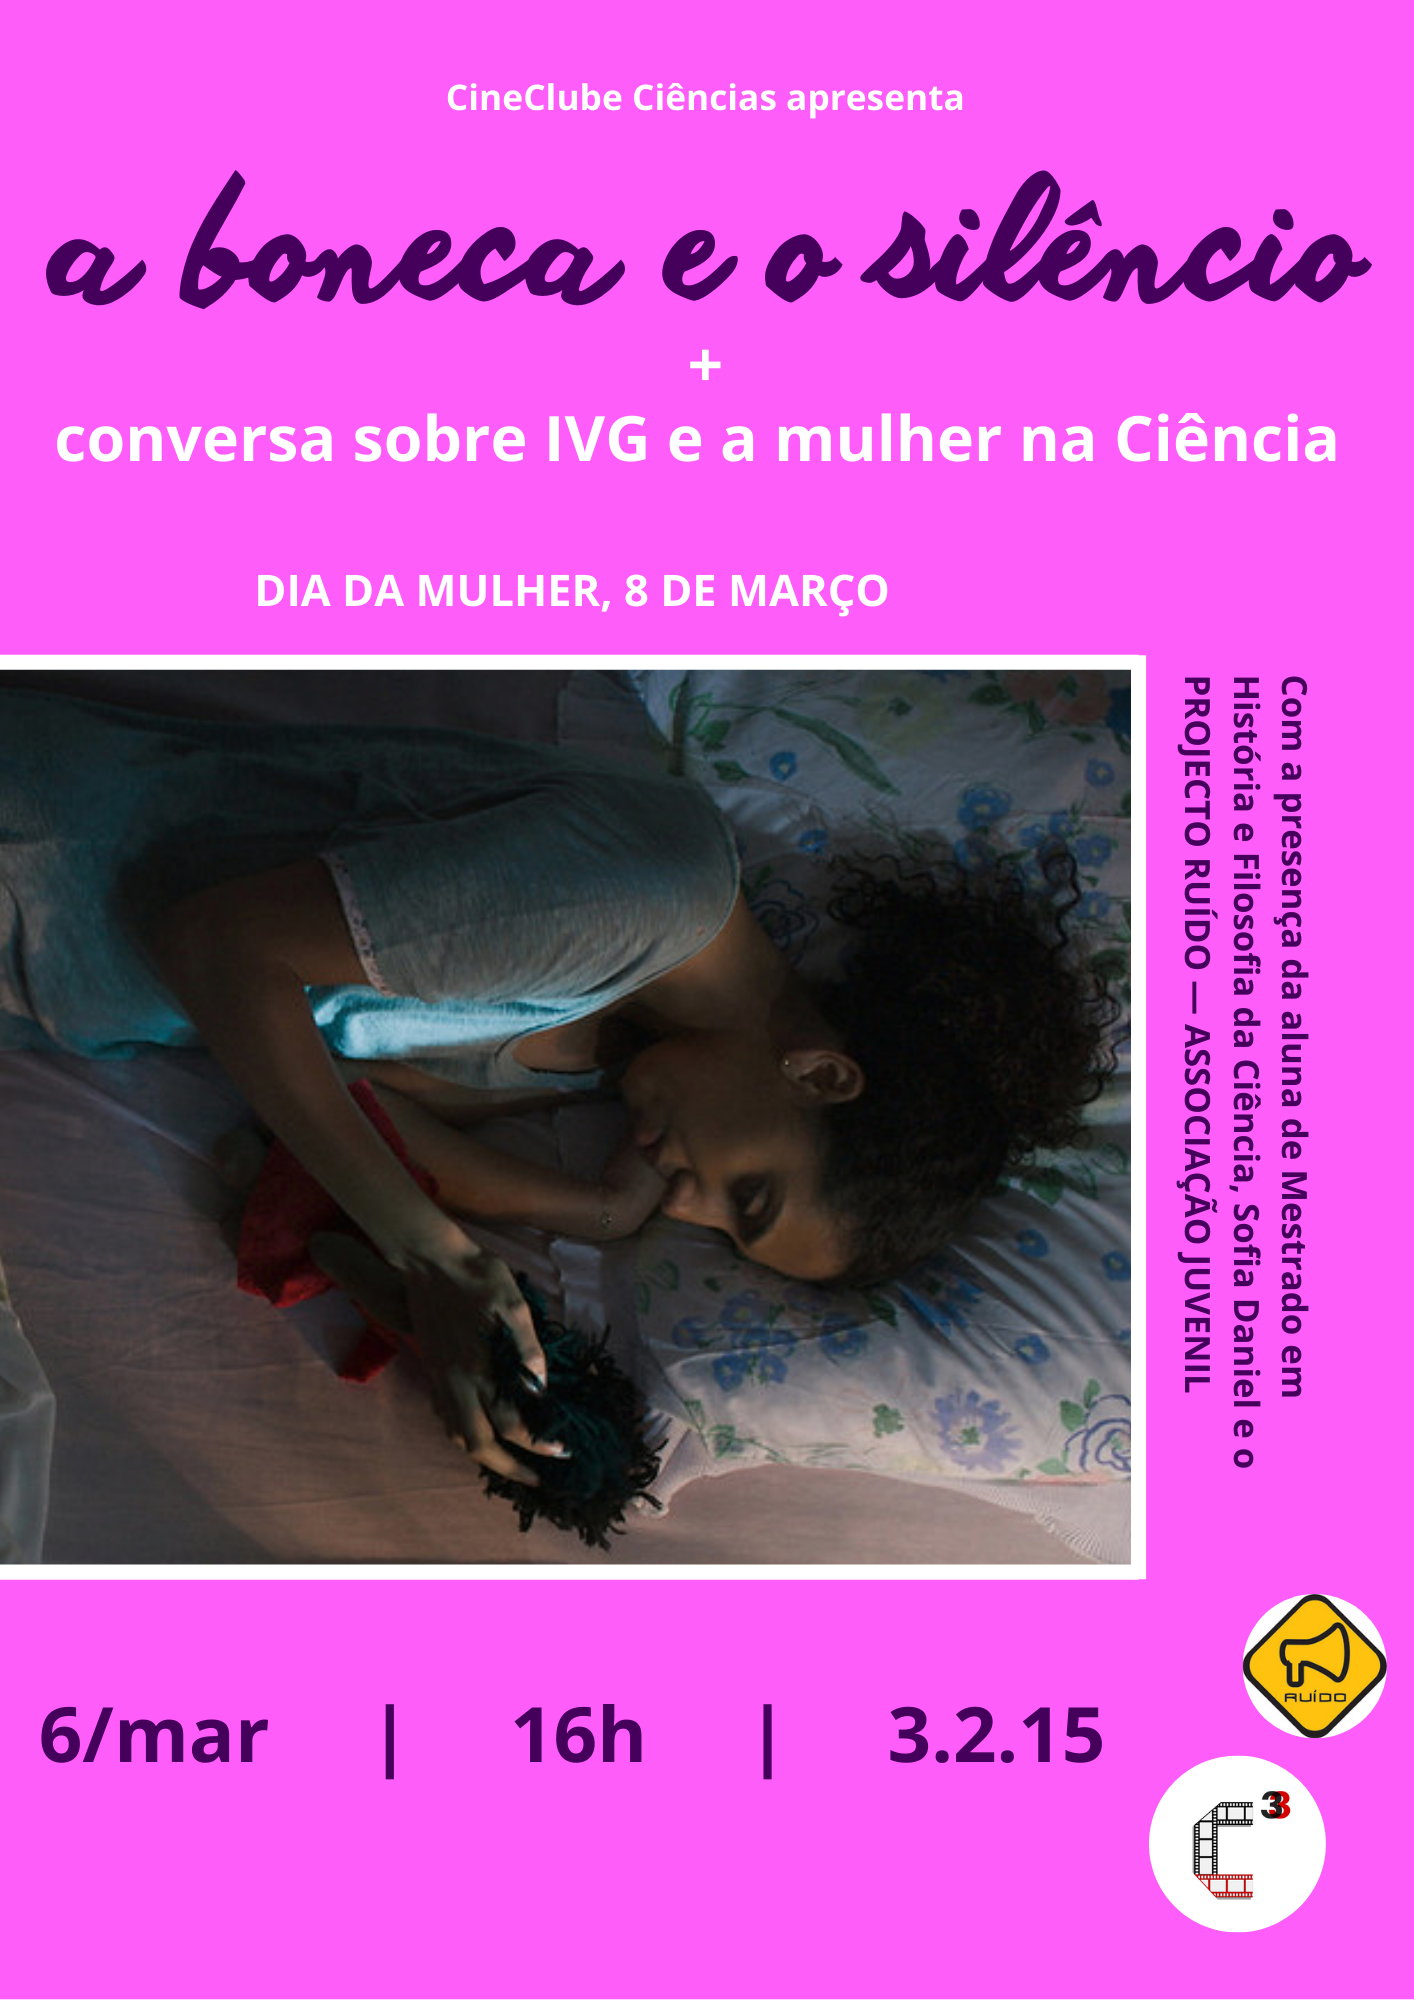 CineClube Ciências apresenta
a boneca e o silêncio
+
conversa sobre IVG e a mulher na Ciência
DIA DA MULHER, 8 DE MARÇO
Com a presença da aluna de Mestrado em
História e Filosofia da Ciência, Sofia Daniel e o
PROJECTO RUÍDO — ASSOCIAÇÃO JUVENIL
6/mar | 16h | 3.2.15
RUÍDO
C 33